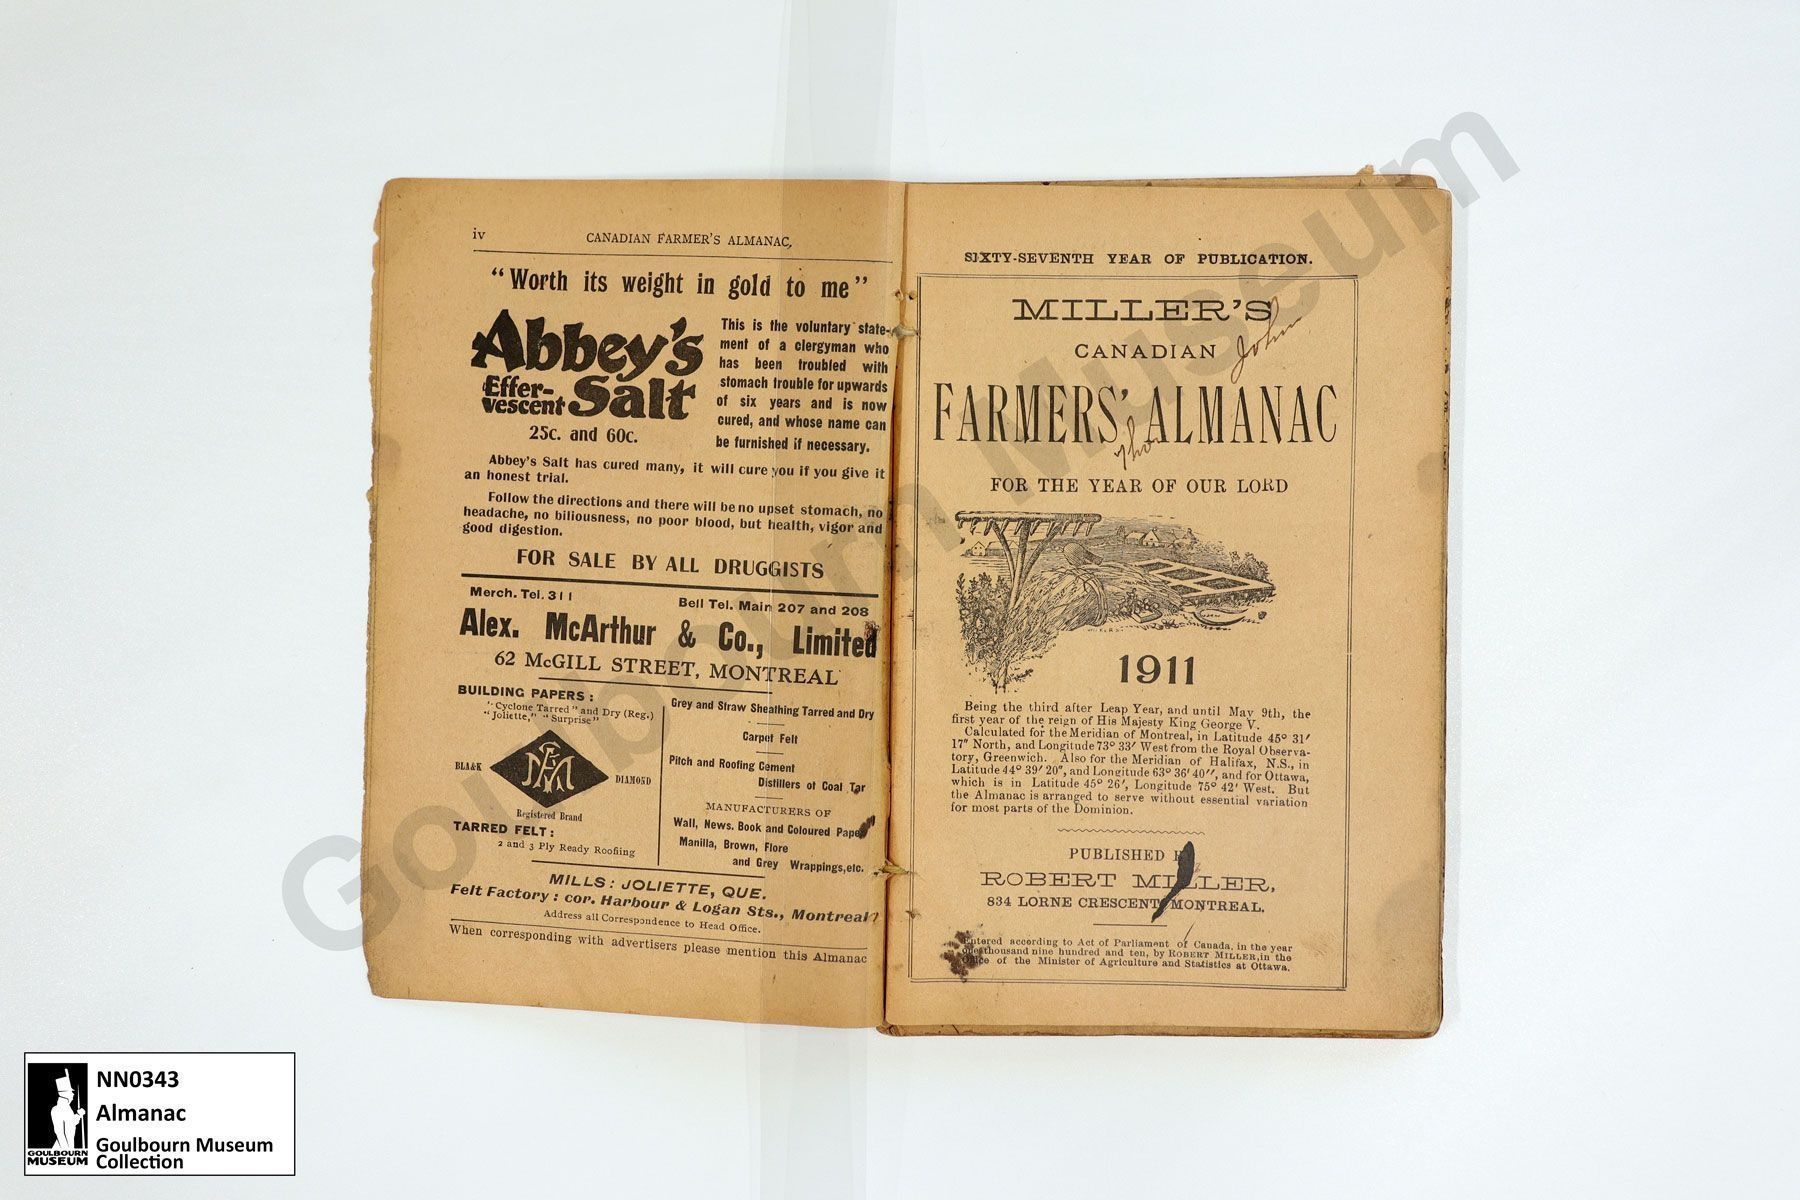 iv
CANADIAN FARMER'S ALMANAC,
"Worth its weight in gold to me"
Abbey's
Effer-
vescent Salt
25c. and 60c.
This is the voluntary state-
ment of a clergyman who
has been troubled with
stomach trouble for upwards
of six years and is now
cured, and whose name can
be furnished if necessary.
Abbey's Salt has cured many, it will cure you if you give it
an honest trial.
Follow the directions and there will be no upset stomach, no
headache, no biliousness, no poor blood, but health, vigor and
good digestion.
FOR SALE BY ALL DRUGGISTS
Merch. Tel. 311
Bell Tel. Main 207 and 208
Alex. McArthur & Co., Limited
62 McGILL STREET, MONTREAL
BUILDING PAPERS:
"Cyclone Tarred" and Dry (Reg.)
"Joliette," "Surprise"
BLACK
DIAMOND
Registered Brand
TARRED FELT:
2 and 3 Ply Ready Roofiing
Grey and Straw Sheathing Tarred and Dry
Carpet Felt
Pitch and Roofing Cement
Distillers of Coal Tar
MANUFACTURERS OF
Wall, News. Book and Coloured Pape
Manilla, Brown, Flore
and Grey Wrappings, etc.
MILLS: JOLIETTE, QUE.
Felt Factory: cor. Harbour & Logan Sts., Montreal
Address all Correspondence to Head Office.
When corresponding with advertisers please mention this Almanac
SIXTY-SEVENTH YEAR OF PUBLICATION.
MILLER'S
CANADIAN
John
FARMERS' ALMANAC
Tho
FOR THE YEAR OF OUR LORD
1911
Being the third after Leap Year, and until May 9th, the
first year of the reign of His Majesty King George V.
Calculated for the Meridian of Montreal, in Latitude 45° 31'
17" North, and Longitude 73° 33' West from the Royal Observa-
tory, Greenwich. Also for the Meridian of Halifax, N.S., in
Latitude 44° 39' 20", and Longitude 63° 36' 40", and for Ottawa,
which is in Latitude 45° 26', Longitude 75° 42' West. But
the Almanac is arranged to serve without essential variation
for most parts of the Dominion.
PUBLISHED
ROBERT MILLER,
834 LORNE CRESCENT, MONTREAL.
Entered according to Act of Parliament of Canada, in the year
one thousand nine hundred and ten, by ROBERT MILLER, in the
Office of the Minister of Agriculture and Statistics at Ottawa.
Goulbourn Museum
NN0343
Almanac
Goulbourn Museum
Collection
GOULBOURN
MUSEUM